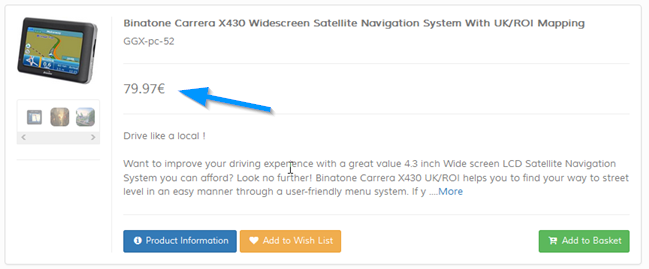 Binatone Carrera X430 Widescreen Satellite Navigation System With UK/ROI Mapping
GGX-pc-52
79.97€
Drive like a local !
Want to improve your driving experience with a great value 4.3 inch Wide screen LCD Satellite Navigation
System you can afford? Look no further! Binatone Carrera X430 UK/ROI helps you to find your way to street
level in an easy manner through a user-friendly menu system. If y ....More
Product Information
Add to Wish List
Add to Basket